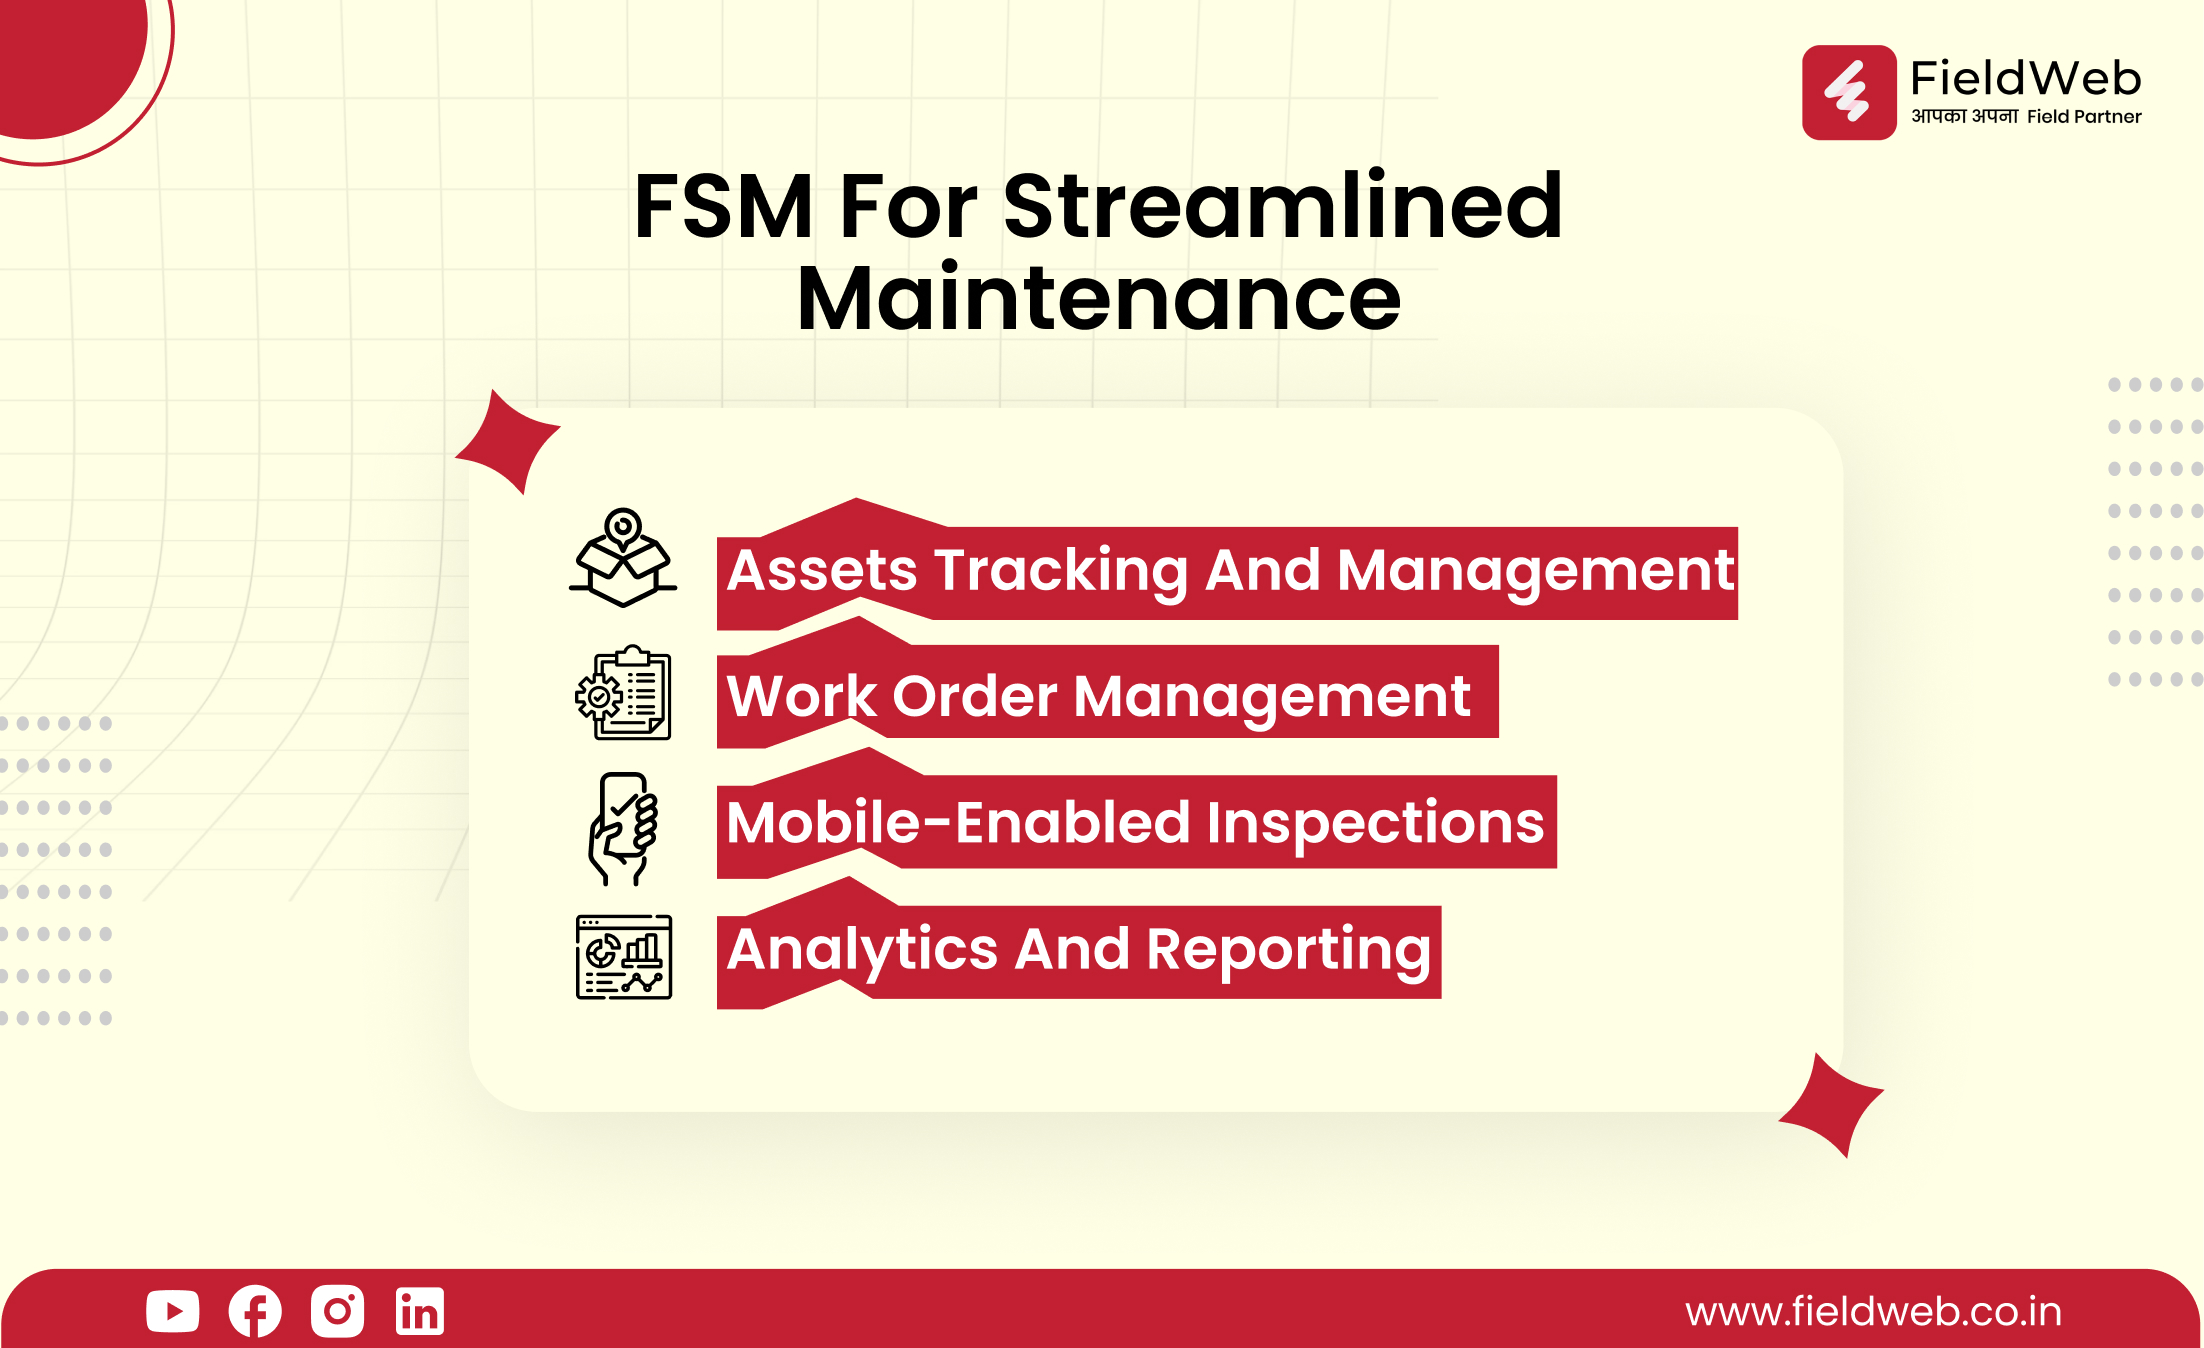 FieldWeb
आपका अपना Field Partner
FSM For Streamlined
Maintenance
Assets Tracking And Management
Work Order Management
Mobile-Enabled Inspections
Analytics And Reporting
in
www.fieldweb.co.in